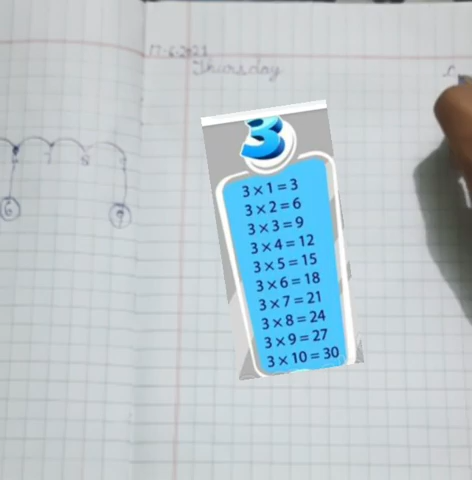 17-6-2021
Thursday
6
9
3
3 × 1 = 3
3 × 2 = 6
3 × 3 = 9
3 × 4 = 12
3 × 5 = 15
3 × 6 = 18
3 × 7 = 21
3 × 8 = 24
3 × 9 = 27
3 × 10 = 30